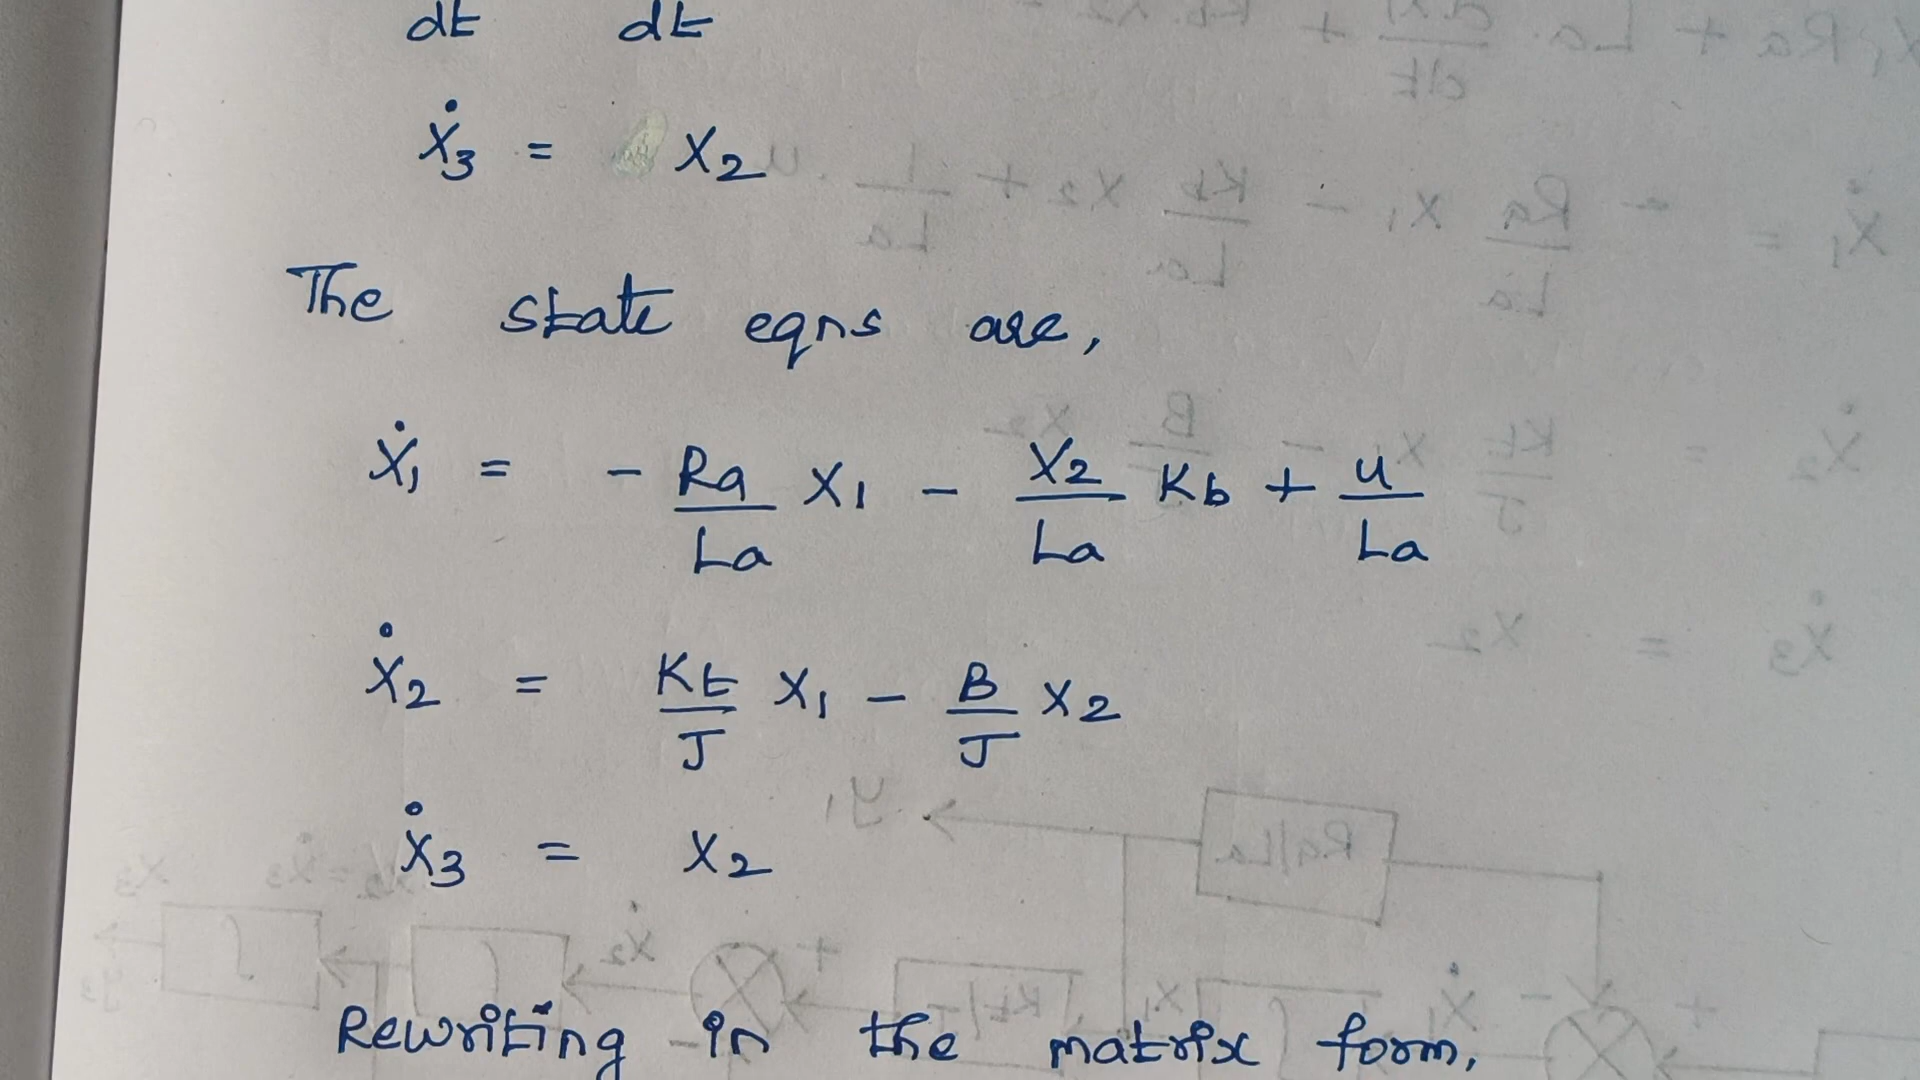 dt dt
Ẋ3 = X2
The state eqns are,
Ẋ1 = - Ra/La X1 - X2/La Kb + u/La
Ẋ2 = Kt/J X1 - B/J X2
Ẋ3 = X2
Rewriting in the matrix form,